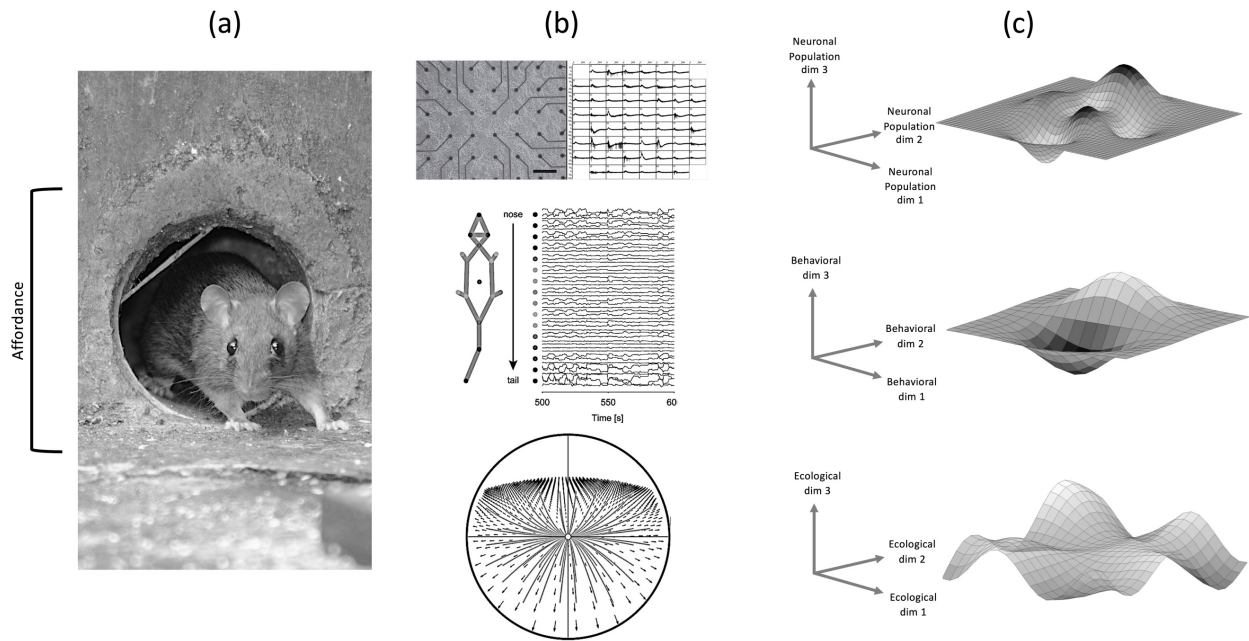 (a)
(b)
(c)
Affordance
nose
tail
500
550
60
Time [s]
Neuronal
Population
dim 3
Neuronal
Population
dim 2
Neuronal
Population
dim 1
Behavioral
dim 3
Behavioral
dim 2
Behavioral
dim 1
Ecological
dim 3
Ecological
dim 2
Ecological
dim 1